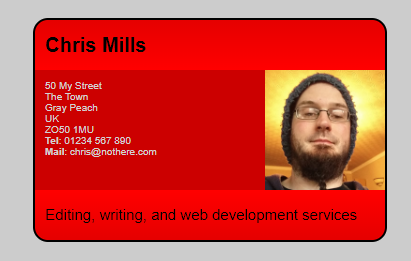 Chris Mills
50 My Street
The Town
Gray Peach
UK
ZO50 1MU
Tel: 01234 567 890
Mail: chris@nothere.com
Editing, writing, and web development services